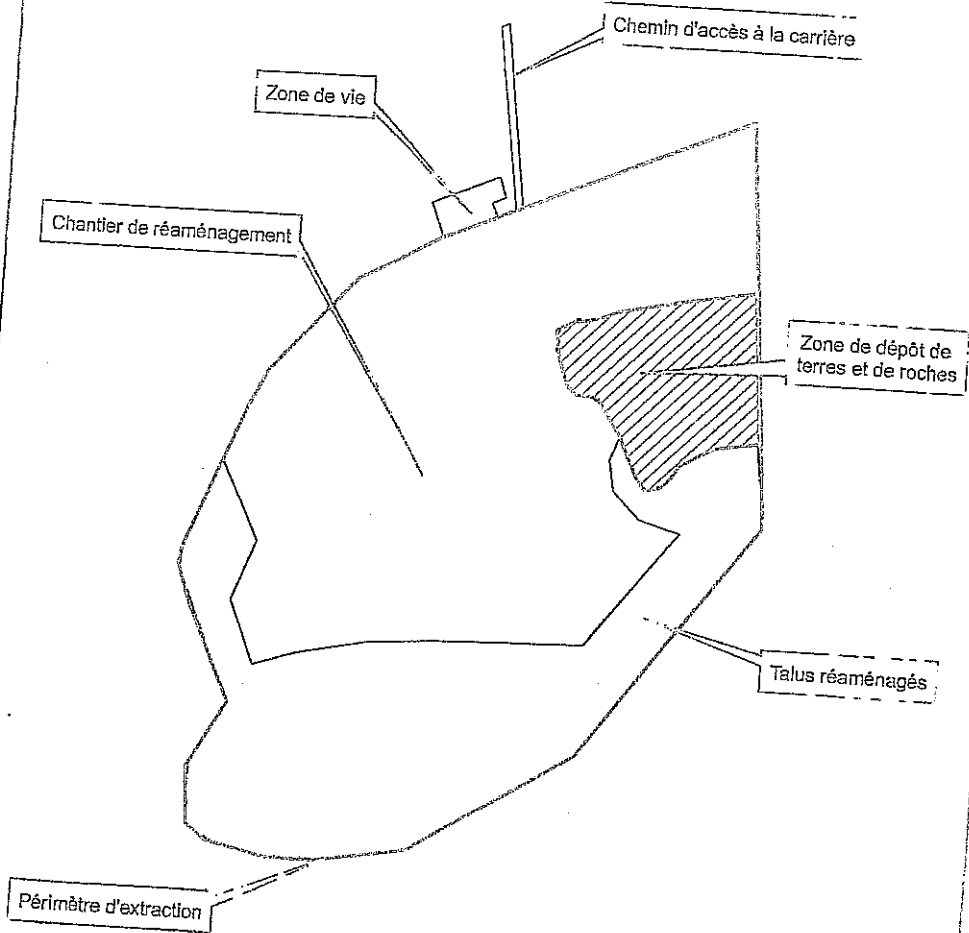 Chemin d'accès à la carrière
Zone de vie
Chantier de réaménagement
Zone de dépôt de
terres et de roches
Talus réaménagés
Périmètre d'extraction